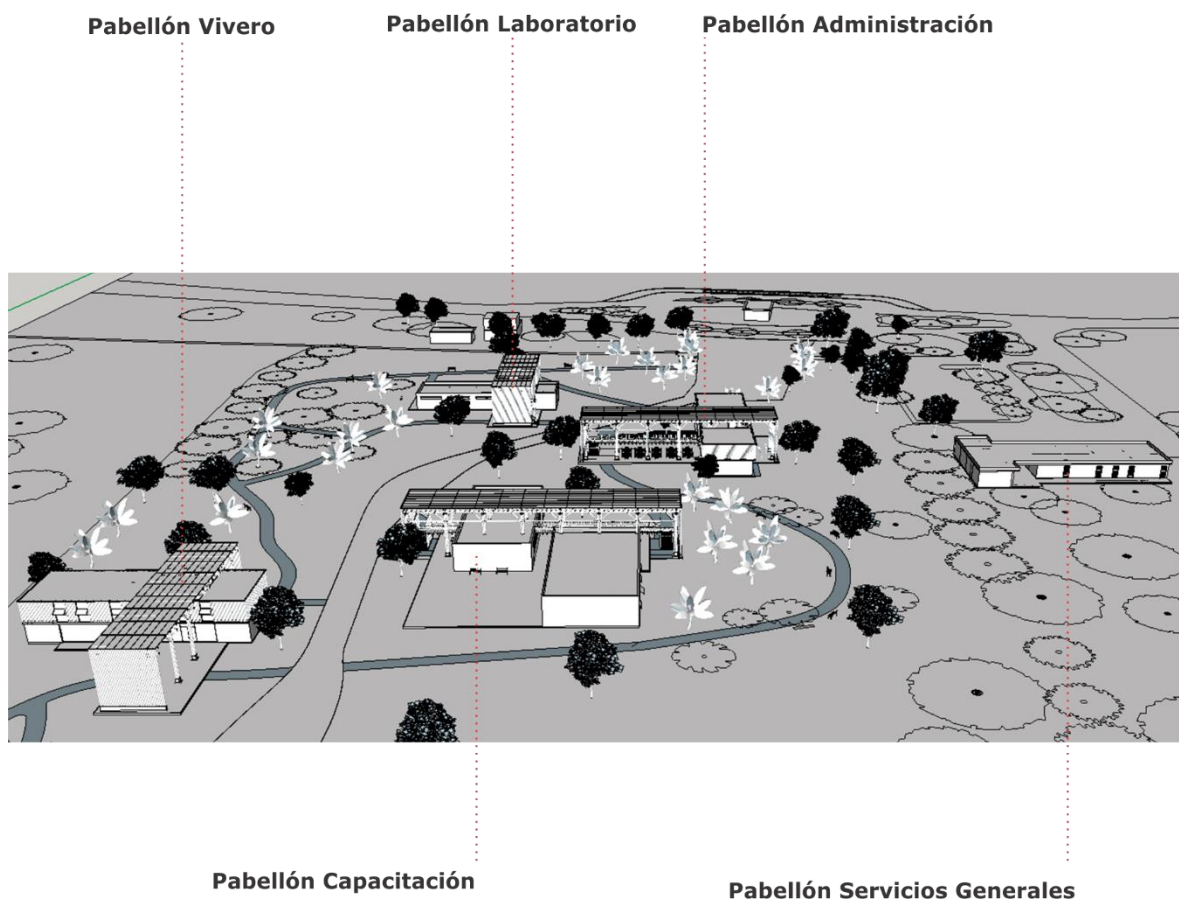 Pabellón Vivero
Pabellón Laboratorio
Pabellón Administración
Pabellón Capacitación
Pabellón Servicios Generales